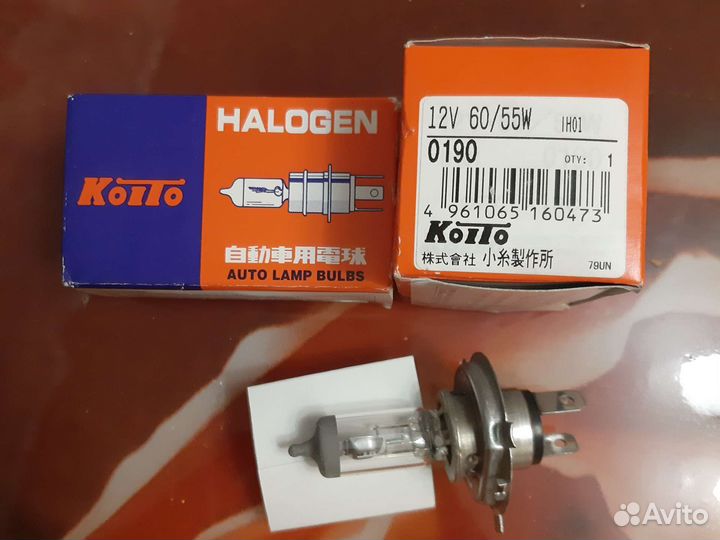 HALOGEN
KoITo
自動車用電球
AUTO LAMP BULBS
12V 60/55W IH01
0190 QTY: 1
4 961065 160473
KoITo
株式会社 小糸製作所
79UN
Avito